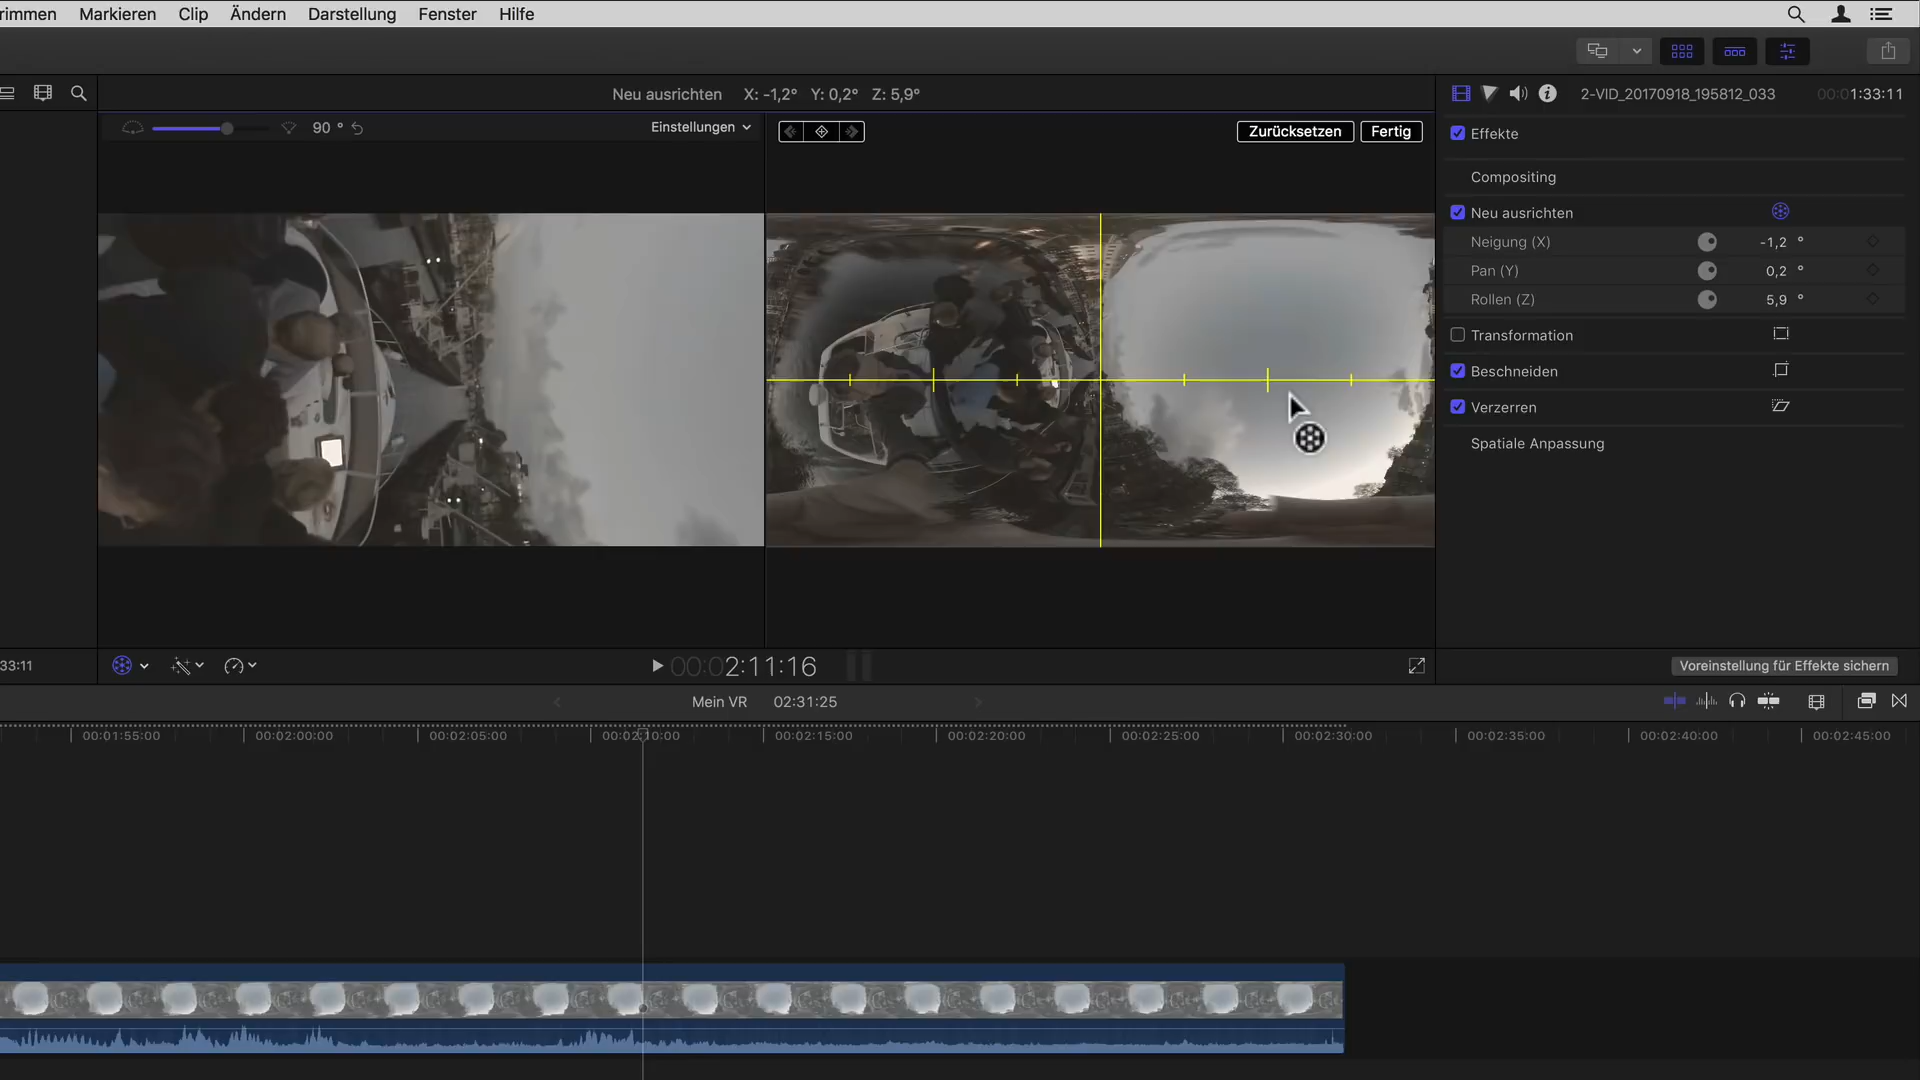 rimmen Markieren Clip Ändern Darstellung Fenster Hilfe
Neu ausrichten X: -1,2° Y: 0,2° Z: 5,9°
2-VID_20170918_195812_033 00:01:33:11
90 ° Einstellungen
Zurücksetzen Fertig
Effekte
Compositing
Neu ausrichten
Neigung (X) -1,2 °
Pan (Y) 0,2 °
Rollen (Z) 5,9 °
Transformation
Beschneiden
Verzerren
Spatiale Anpassung
33:11
00:02:11:16
Voreinstellung für Effekte sichern
Mein VR 02:31:25
00:01:55:00 00:02:00:00 00:02:05:00 00:02:10:00 00:02:15:00 00:02:20:00 00:02:25:00 00:02:30:00 00:02:35:00 00:02:40:00 00:02:45:00